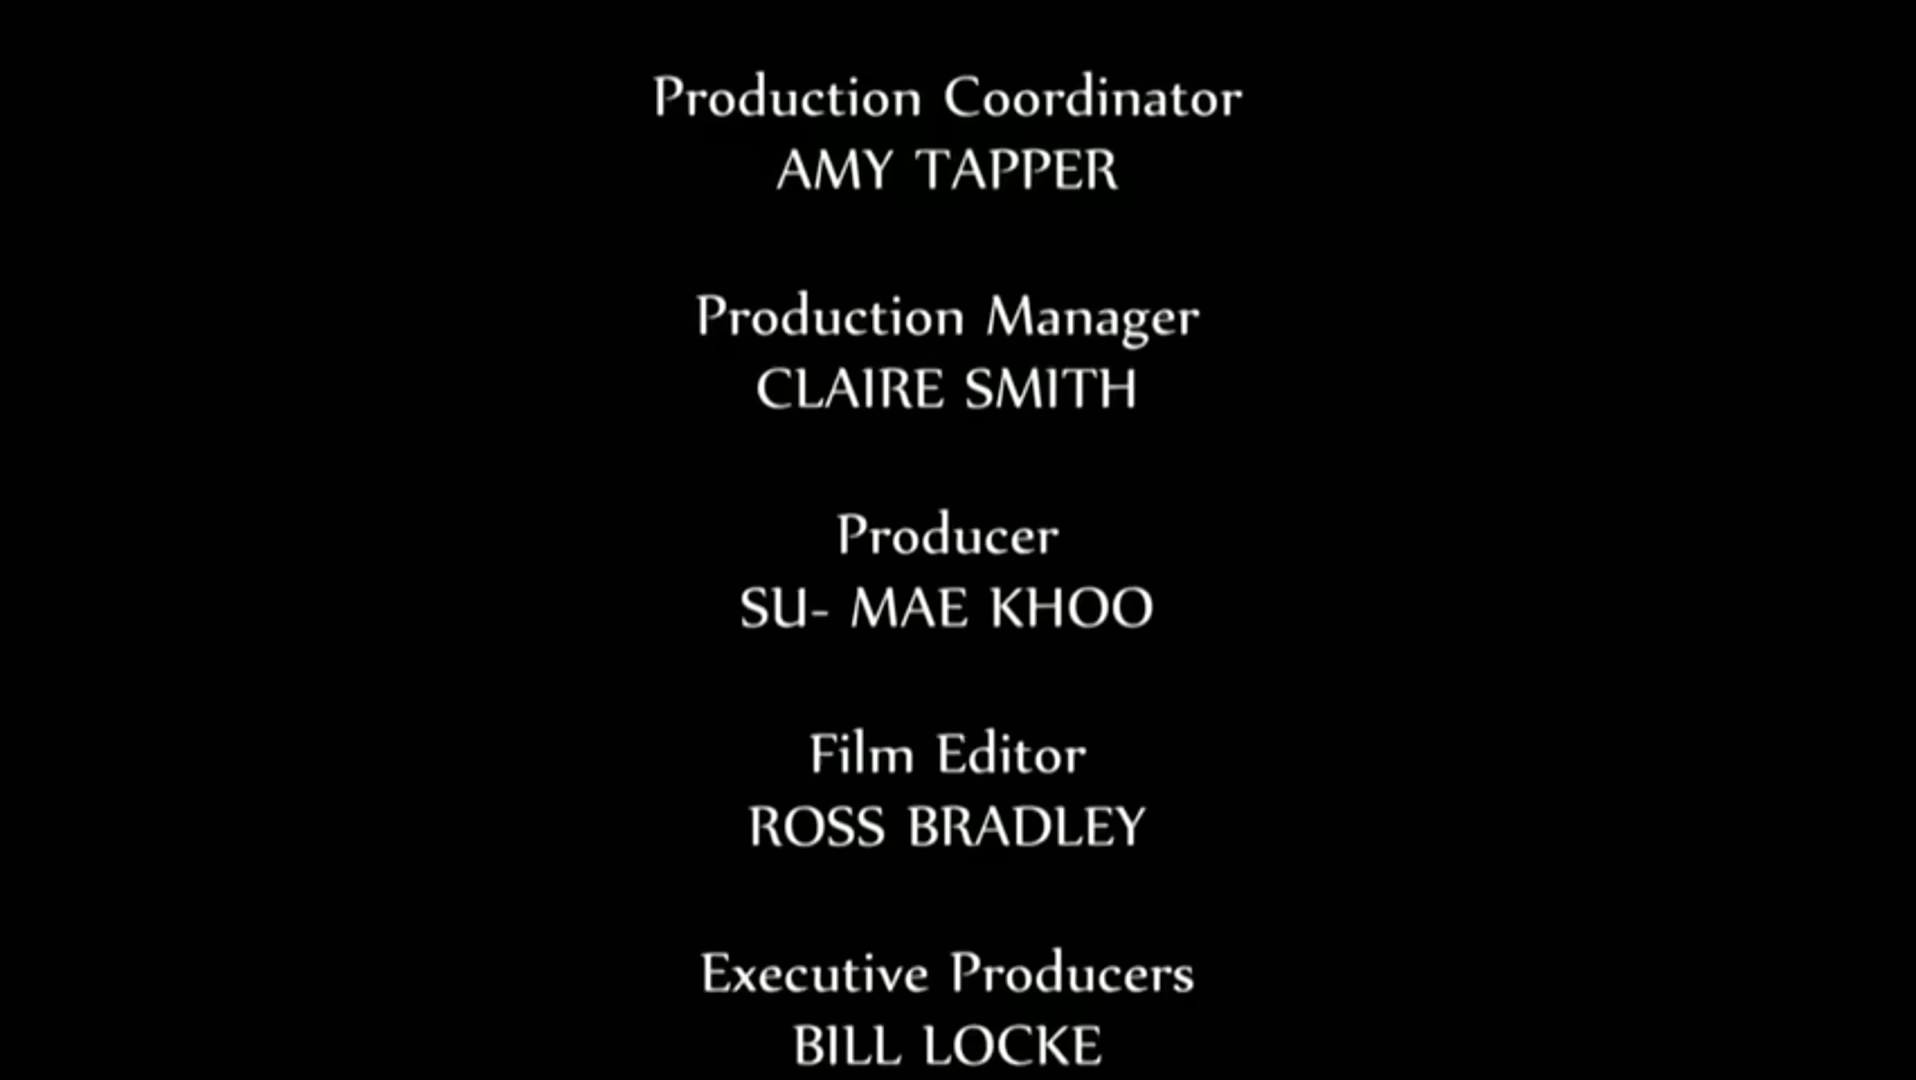 Production Coordinator
AMY TAPPER
Production Manager
CLAIRE SMITH
Producer
SU- MAE KHOO
Film Editor
ROSS BRADLEY
Executive Producers
BILL LOCKE